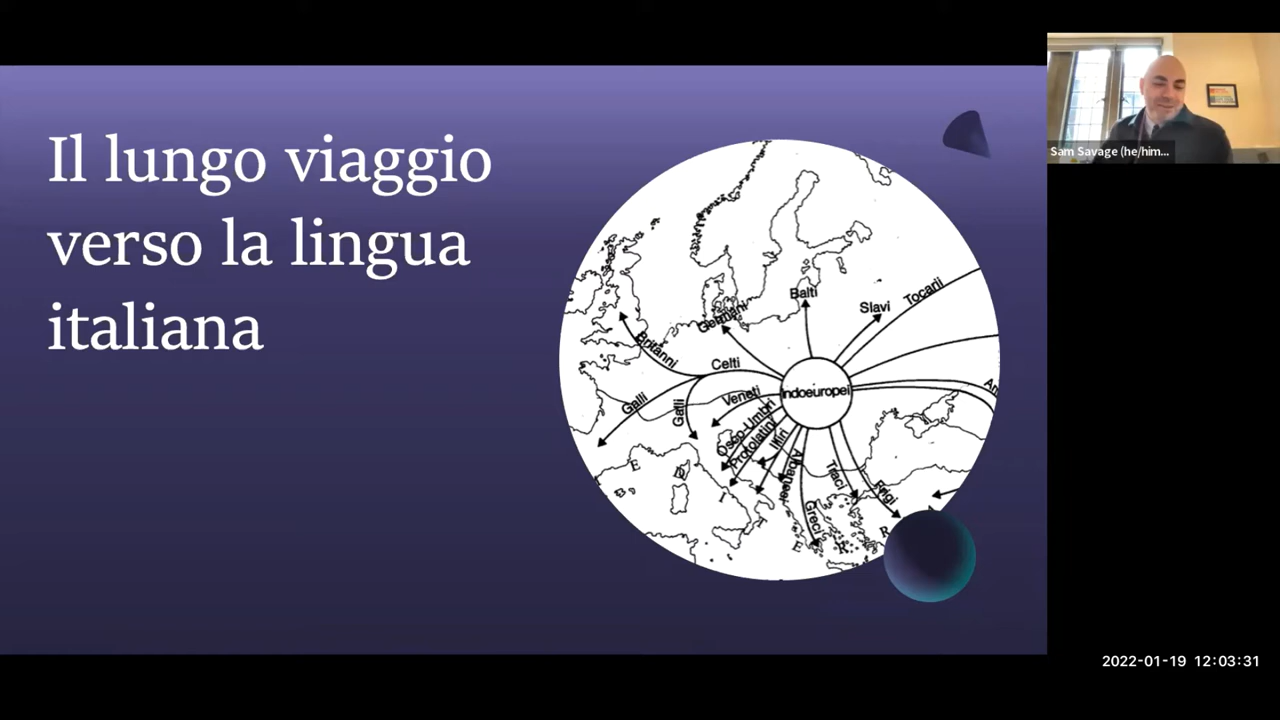 Il lungo viaggio
verso la lingua
italiana
Sam Savage (he/him...
Balti
Slavi
Tocarii
Germani
Britanni
Celti
Galli
Galli
Veneti
Indoeuropei
Osco-Umbri
Protolatini
Illiri
Albanesi
Greci
Traci
Frigi
E
I
T
E
R
R
2022-01-19 12:03:31